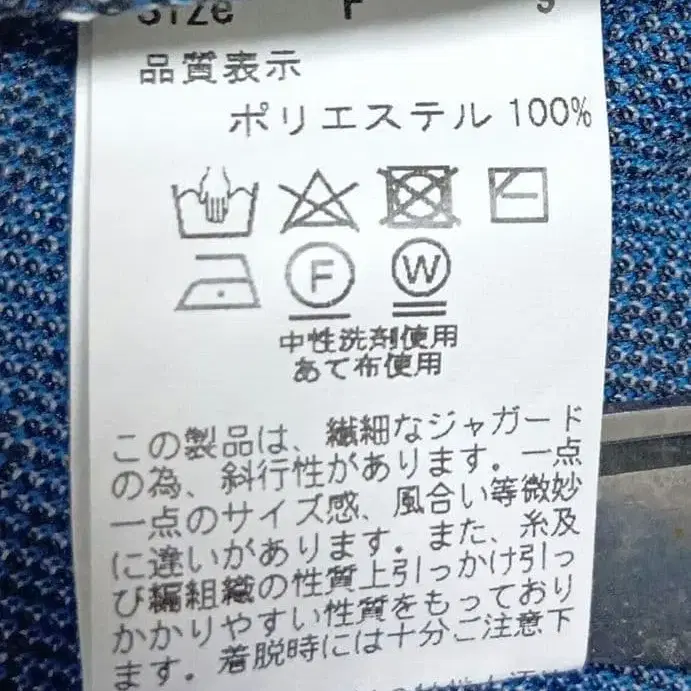 Size F 9
品質表示
ポリエステル 100%
F W
中性洗剤使用
あて布使用
この製品は、繊細なジャガード
の為、斜行性があります。一点
一点のサイズ感、風合い等微妙
に違いがあります。また、糸及
び編組織の性質上引っかけ引っ
かかりやすい性質をもっており
ます。着脱時には十分ご注意下